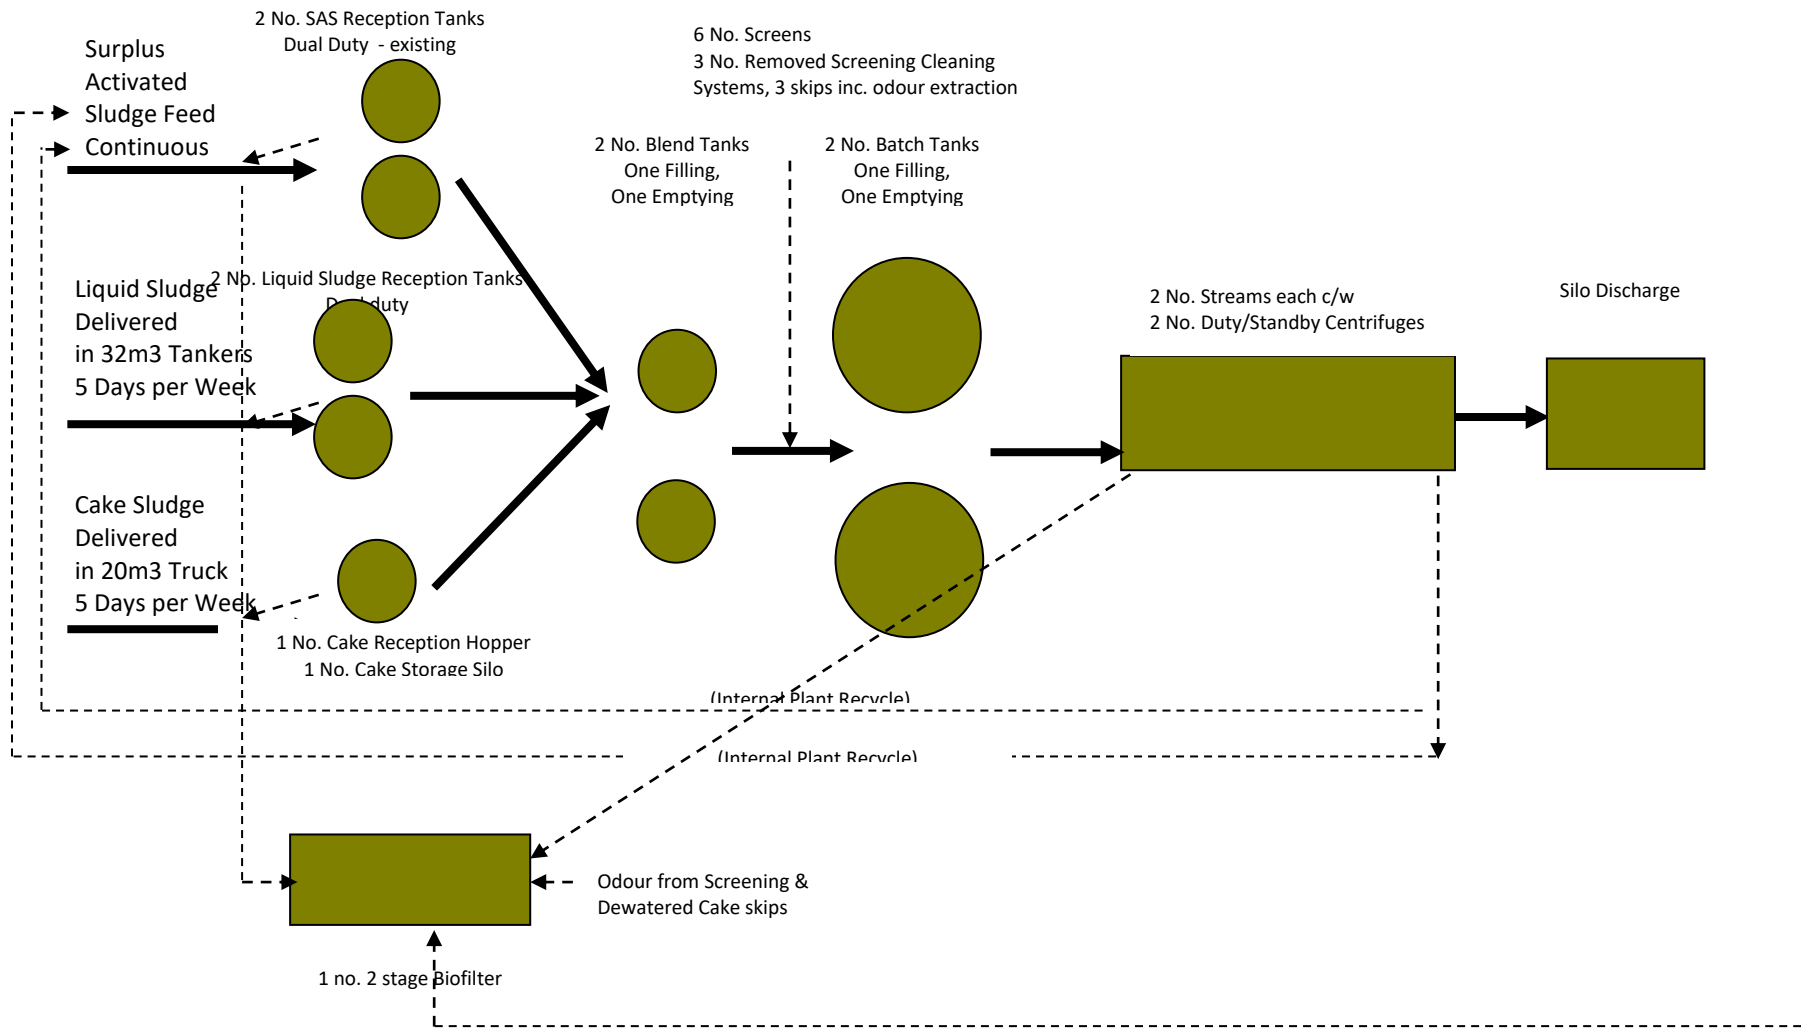 2 No. SAS Reception Tanks
Dual Duty  - existing
Surplus
Activated
Sludge Feed
Continuous
6 No. Screens
3 No. Removed Screening Cleaning
Systems, 3 skips inc. odour extraction
2 No. Blend Tanks
One Filling,
One Emptying
2 No. Batch Tanks
One Filling,
One Emptying
2 No. Liquid Sludge Reception Tanks
Dual duty
Liquid Sludge
Delivered
in 32m3 Tankers
5 Days per Week
2 No. Streams each c/w
2 No. Duty/Standby Centrifuges
Silo Discharge
Cake Sludge
Delivered
in 20m3 Truck
5 Days per Week
1 No. Cake Reception Hopper
1 No. Cake Storage Silo
(Internal Plant Recycle)
(Internal Plant Recycle)
Odour from Screening &
Dewatered Cake skips
1 no. 2 stage Biofilter